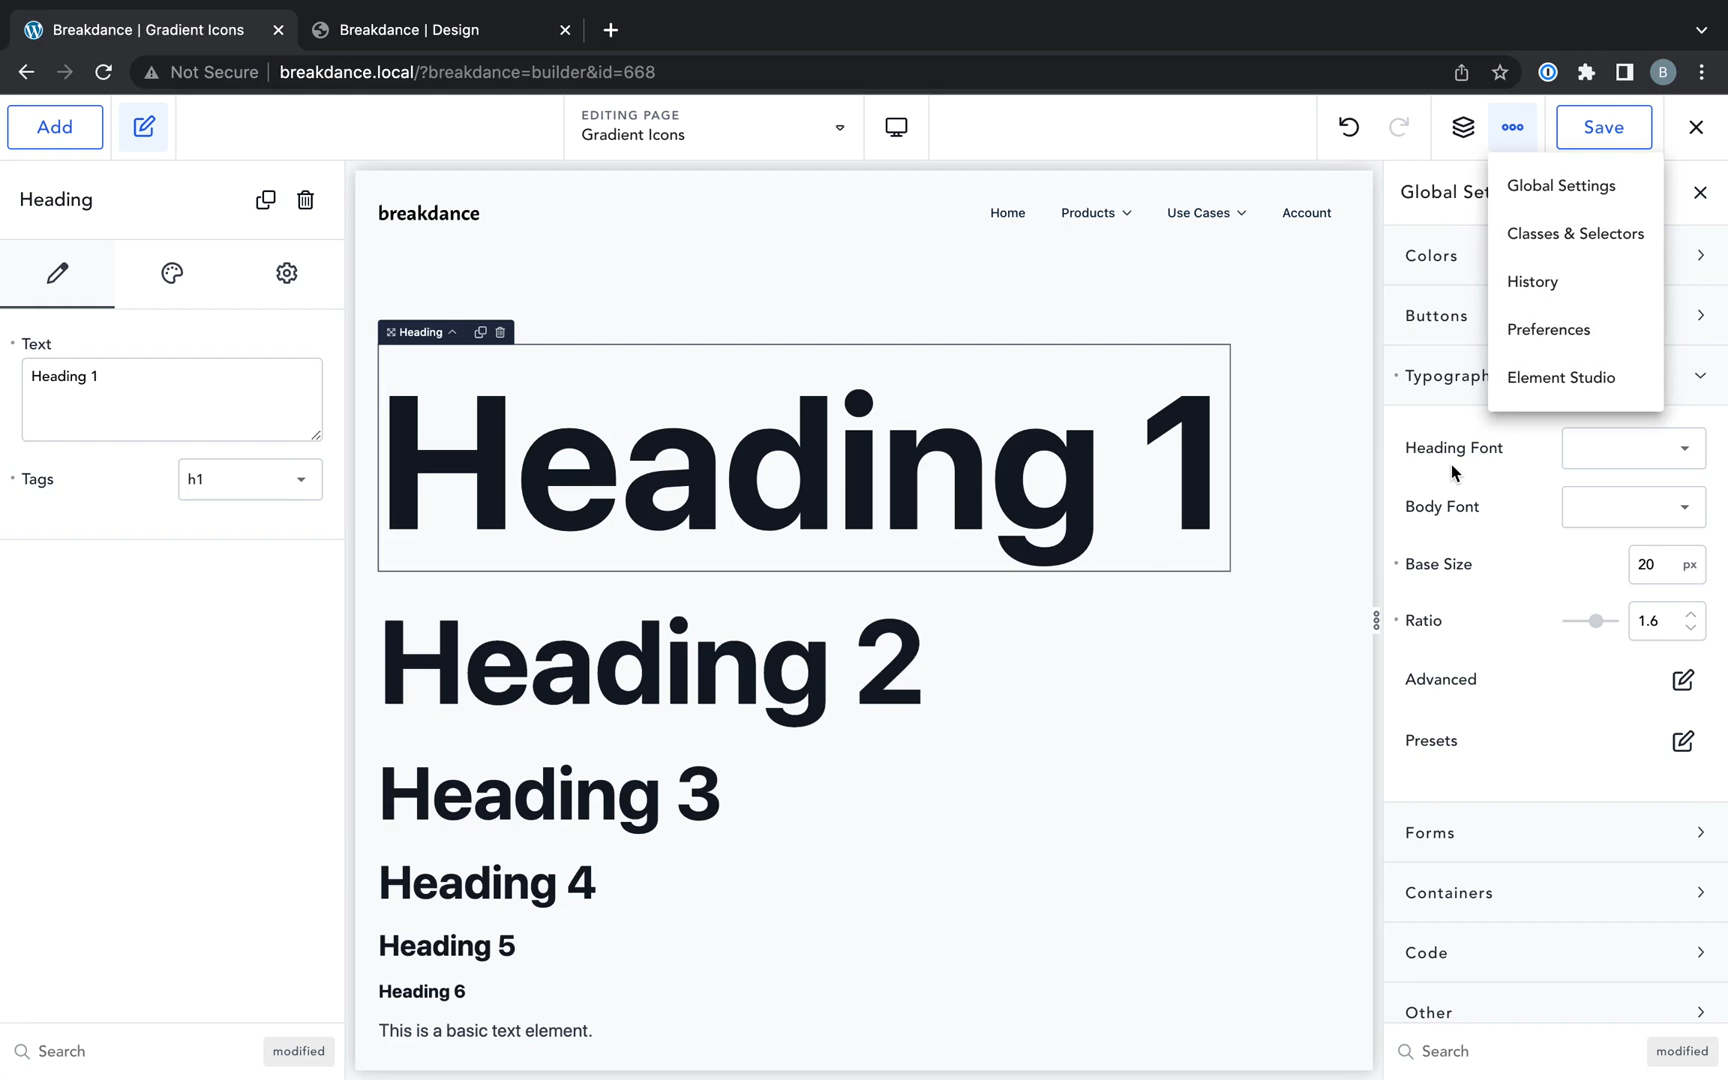 Breakdance | Gradient Icons
Breakdance | Design
Not Secure
breakdance.local/?breakdance=builder&id=668
B
Add
EDITING PAGE
Gradient Icons
Save
Heading
Text
Heading 1
Tags
h1
Search
modified
breakdance
Home
Products
Use Cases
Account
Heading
Heading 1
Heading 2
Heading 3
Heading 4
Heading 5
Heading 6
This is a basic text element.
Global Set
Global Settings
Classes & Selectors
History
Preferences
Element Studio
Colors
Buttons
Typograph
Heading Font
Body Font
Base Size
20 px
Ratio
1.6
Advanced
Presets
Forms
Containers
Code
Other
Search
modified